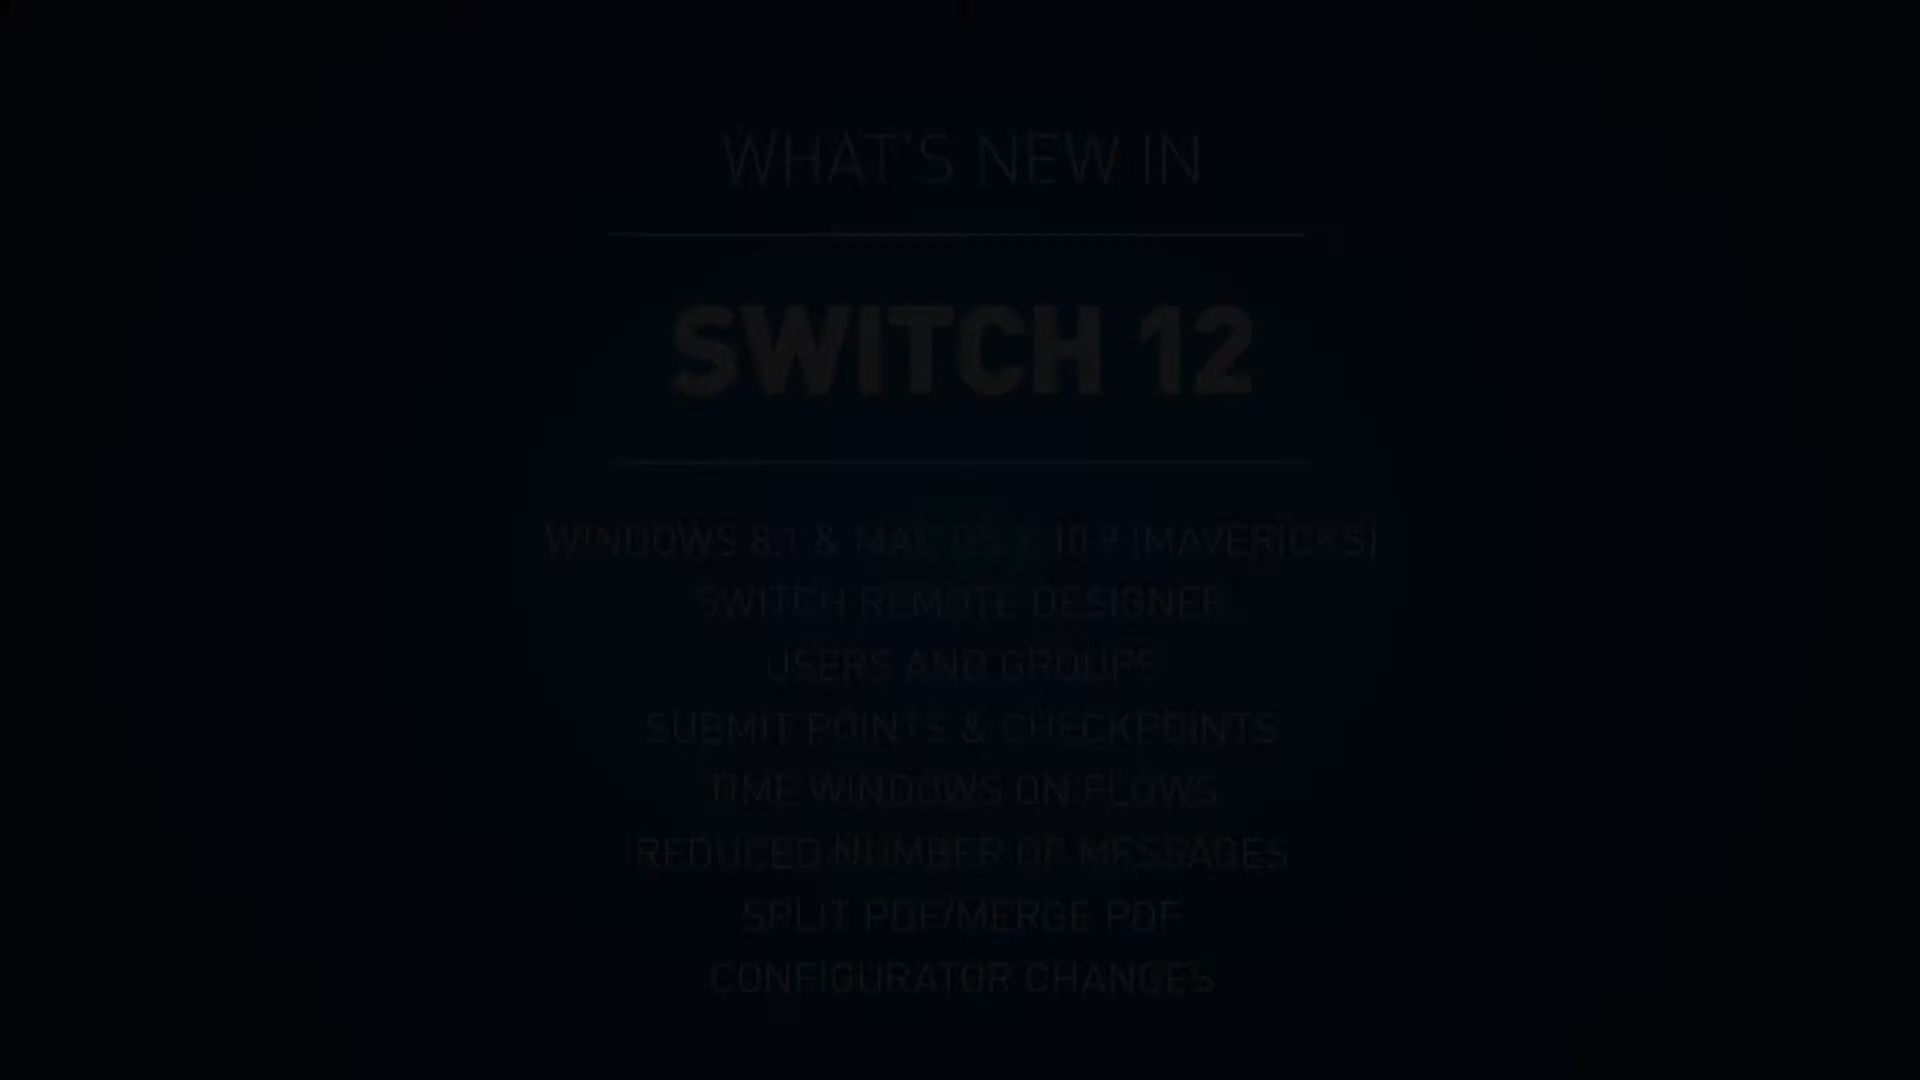 WHAT'S NEW IN
SWITCH 12
WINDOWS 8.1 & MAC OS X 10.9 (MAVERICKS)
SWITCH REMOTE DESIGNER
USERS AND GROUPS
SUBMIT POINTS & CHECKPOINTS
TIME WINDOWS ON FLOWS
REDUCED NUMBER OF MESSAGES
SPLIT PDF/MERGE PDF
CONFIGURATOR CHANGES